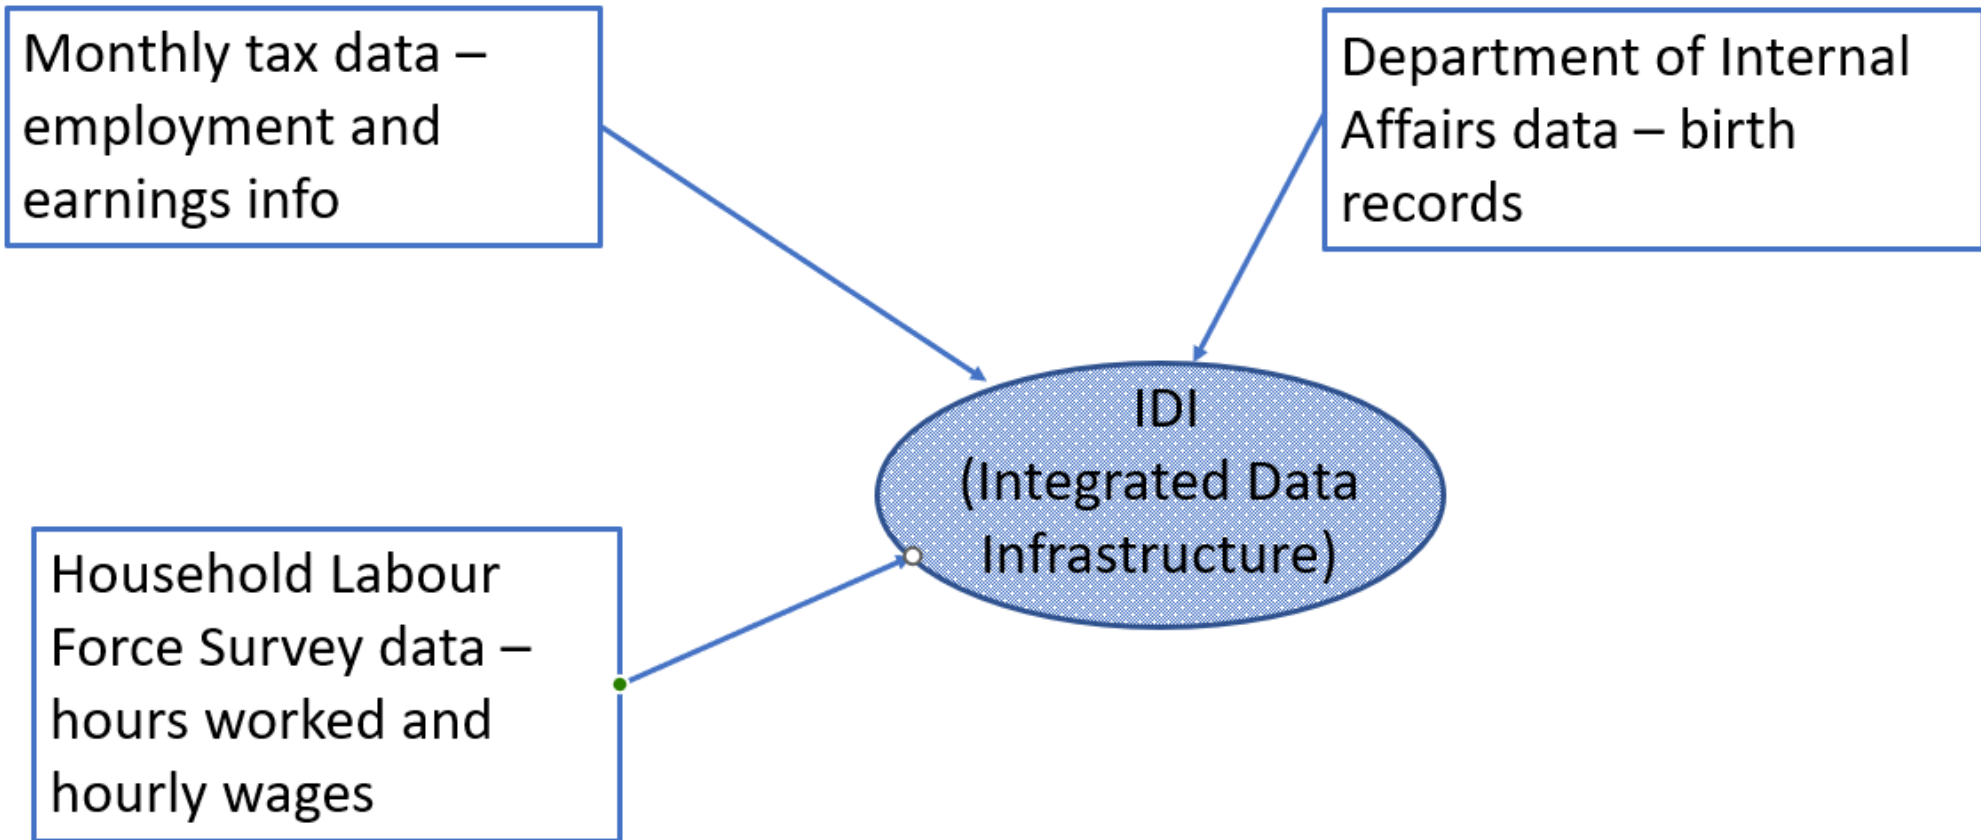 Monthly tax data –
employment and
earnings info
Department of Internal
Affairs data – birth
records
IDI
(Integrated Data
Infrastructure)
Household Labour
Force Survey data –
hours worked and
hourly wages